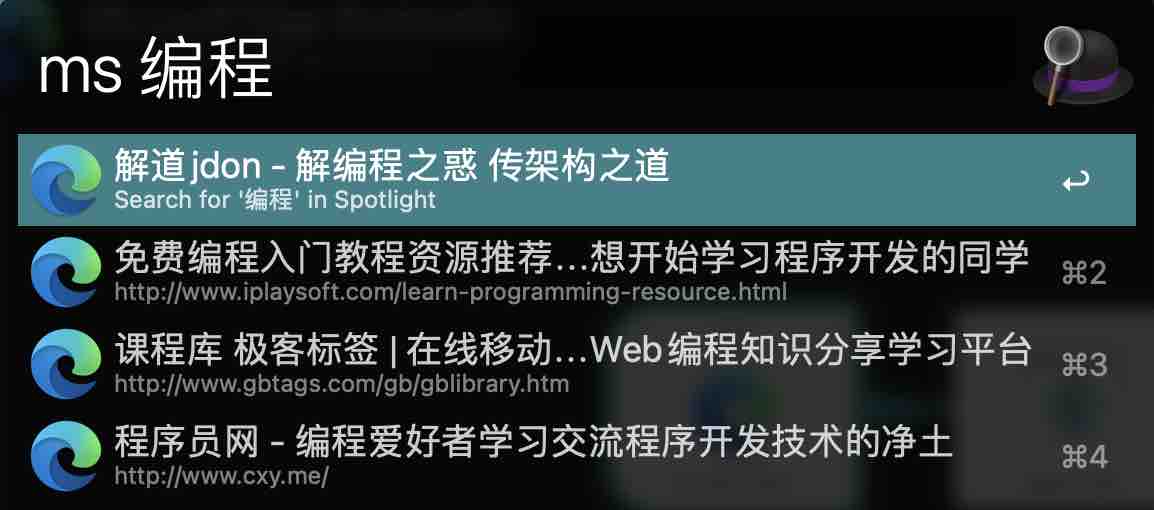 ms 编程
解道jdon - 解编程之惑 传架构之道
Search for '编程' in Spotlight
免费编程入门教程资源推荐...想开始学习程序开发的同学
http://www.iplaysoft.com/learn-programming-resource.html
⌘2
课程库 极客标签 | 在线移动...Web编程知识分享学习平台
http://www.gbtags.com/gb/gblibrary.htm
⌘3
程序员网 - 编程爱好者学习交流程序开发技术的净土
http://www.cxy.me/
⌘4